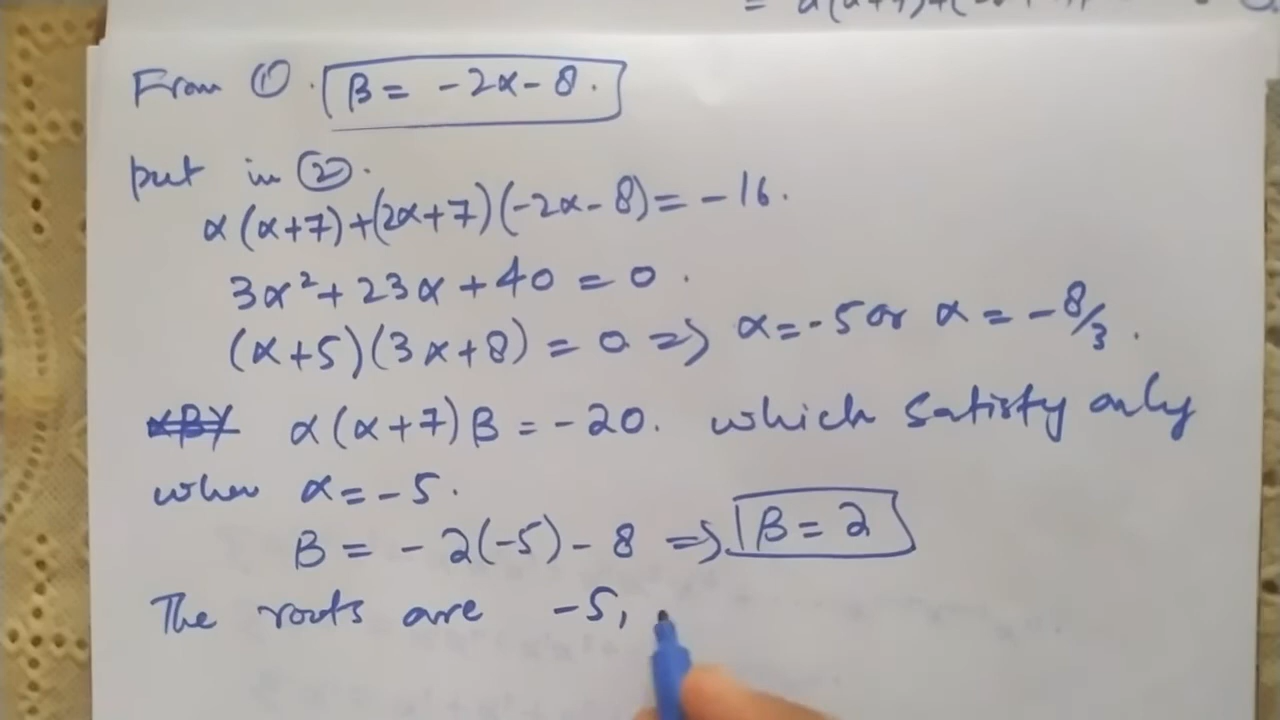 From ①. β = -2α - 8.
put in ②.
α(α+7)+(2α+7)(-2α-8)=-16.
3α²+23α+40=0.
(α+5)(3α+8)=0 => α=-5 or α=-8/3.
αβγ α(α+7)β=-20. which satisfy only
when α=-5.
β = -2(-5)-8 => β=2
The roots are -5,